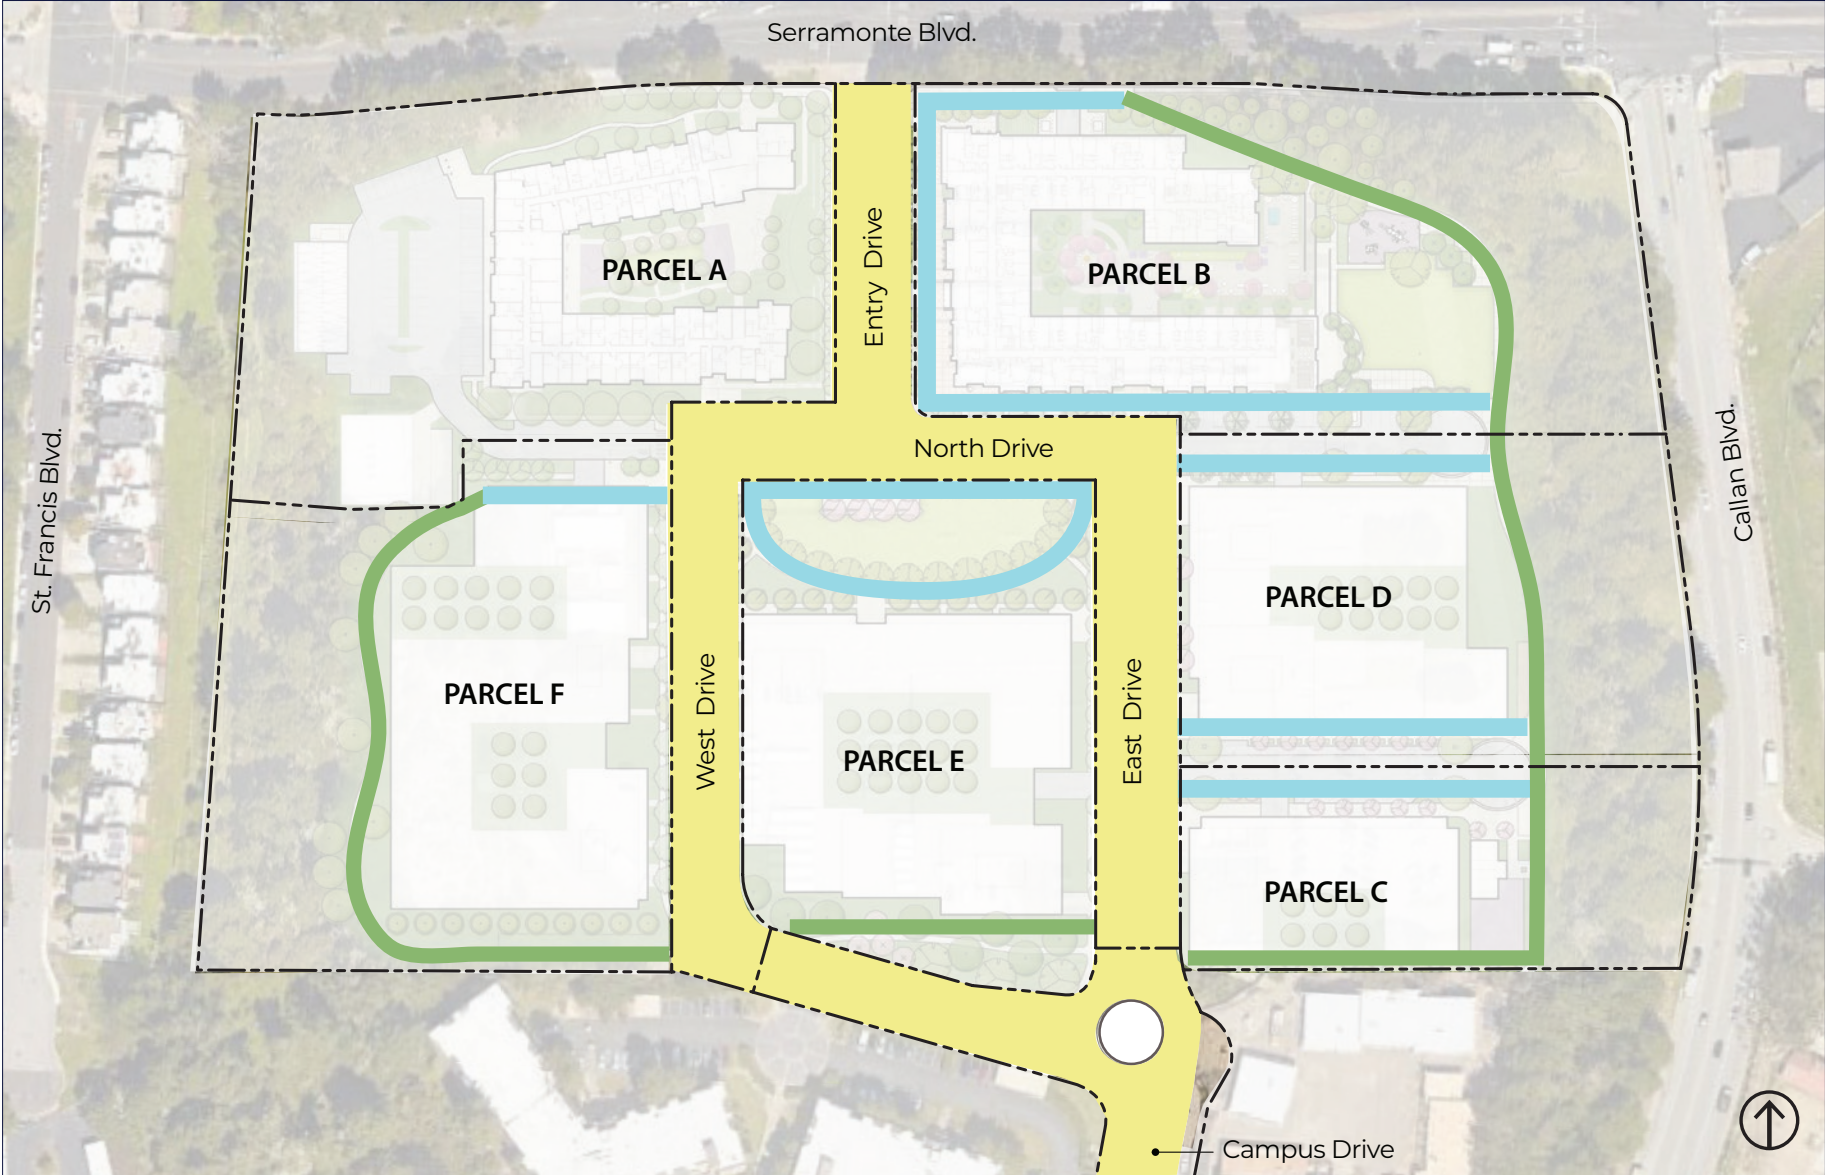 Serramonte Blvd.
Entry Drive
PARCEL A
PARCEL B
North Drive
St. Francis Blvd.
Callan Blvd.
PARCEL D
PARCEL F
West Drive
East Drive
PARCEL E
PARCEL C
Campus Drive